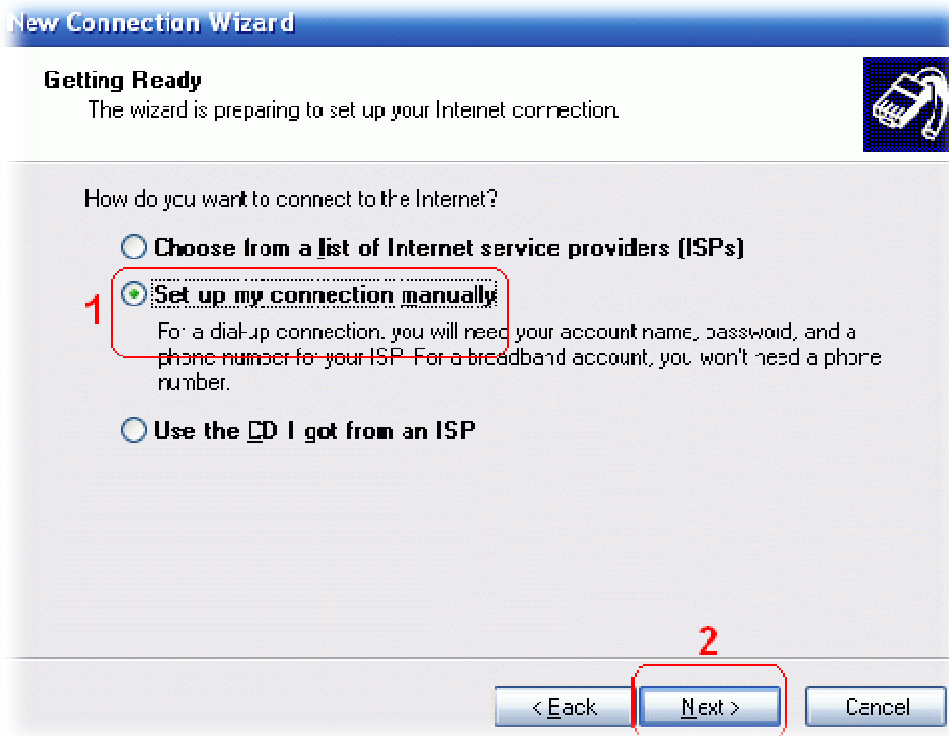 New Connection Wizard
Getting Ready
The wizard is preparing to set up your Internet connection.
How do you want to connect to the Internet?
Choose from a list of Internet service providers (ISPs)
1
Set up my connection manually
For a dial-up connection, you will need your account name, password, and a
phone number for your ISP. For a broadband account, you won't need a phone
number.
Use the CD I got from an ISP
2
< Back
Next >
Cancel